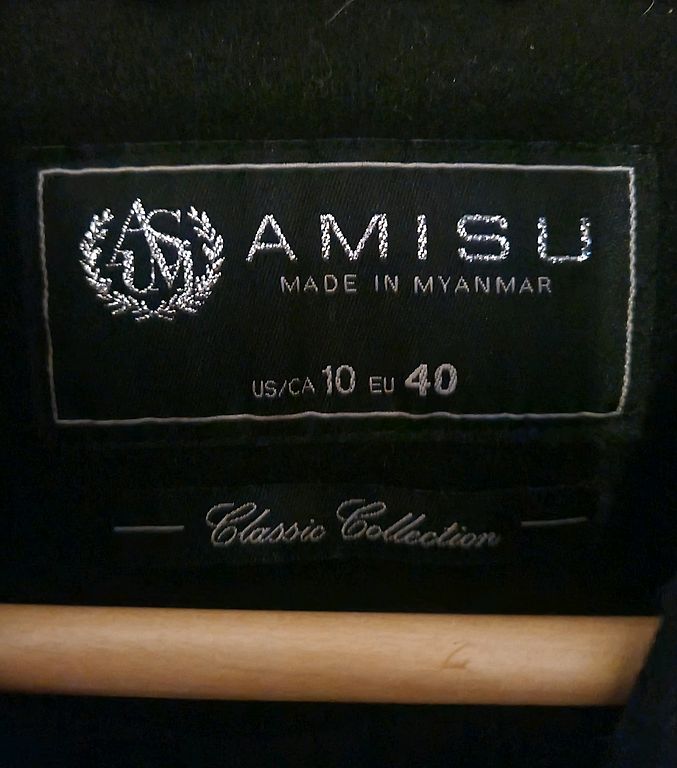 AMISU
MADE IN MYANMAR
US/CA 10 EU 40
Classic Collection